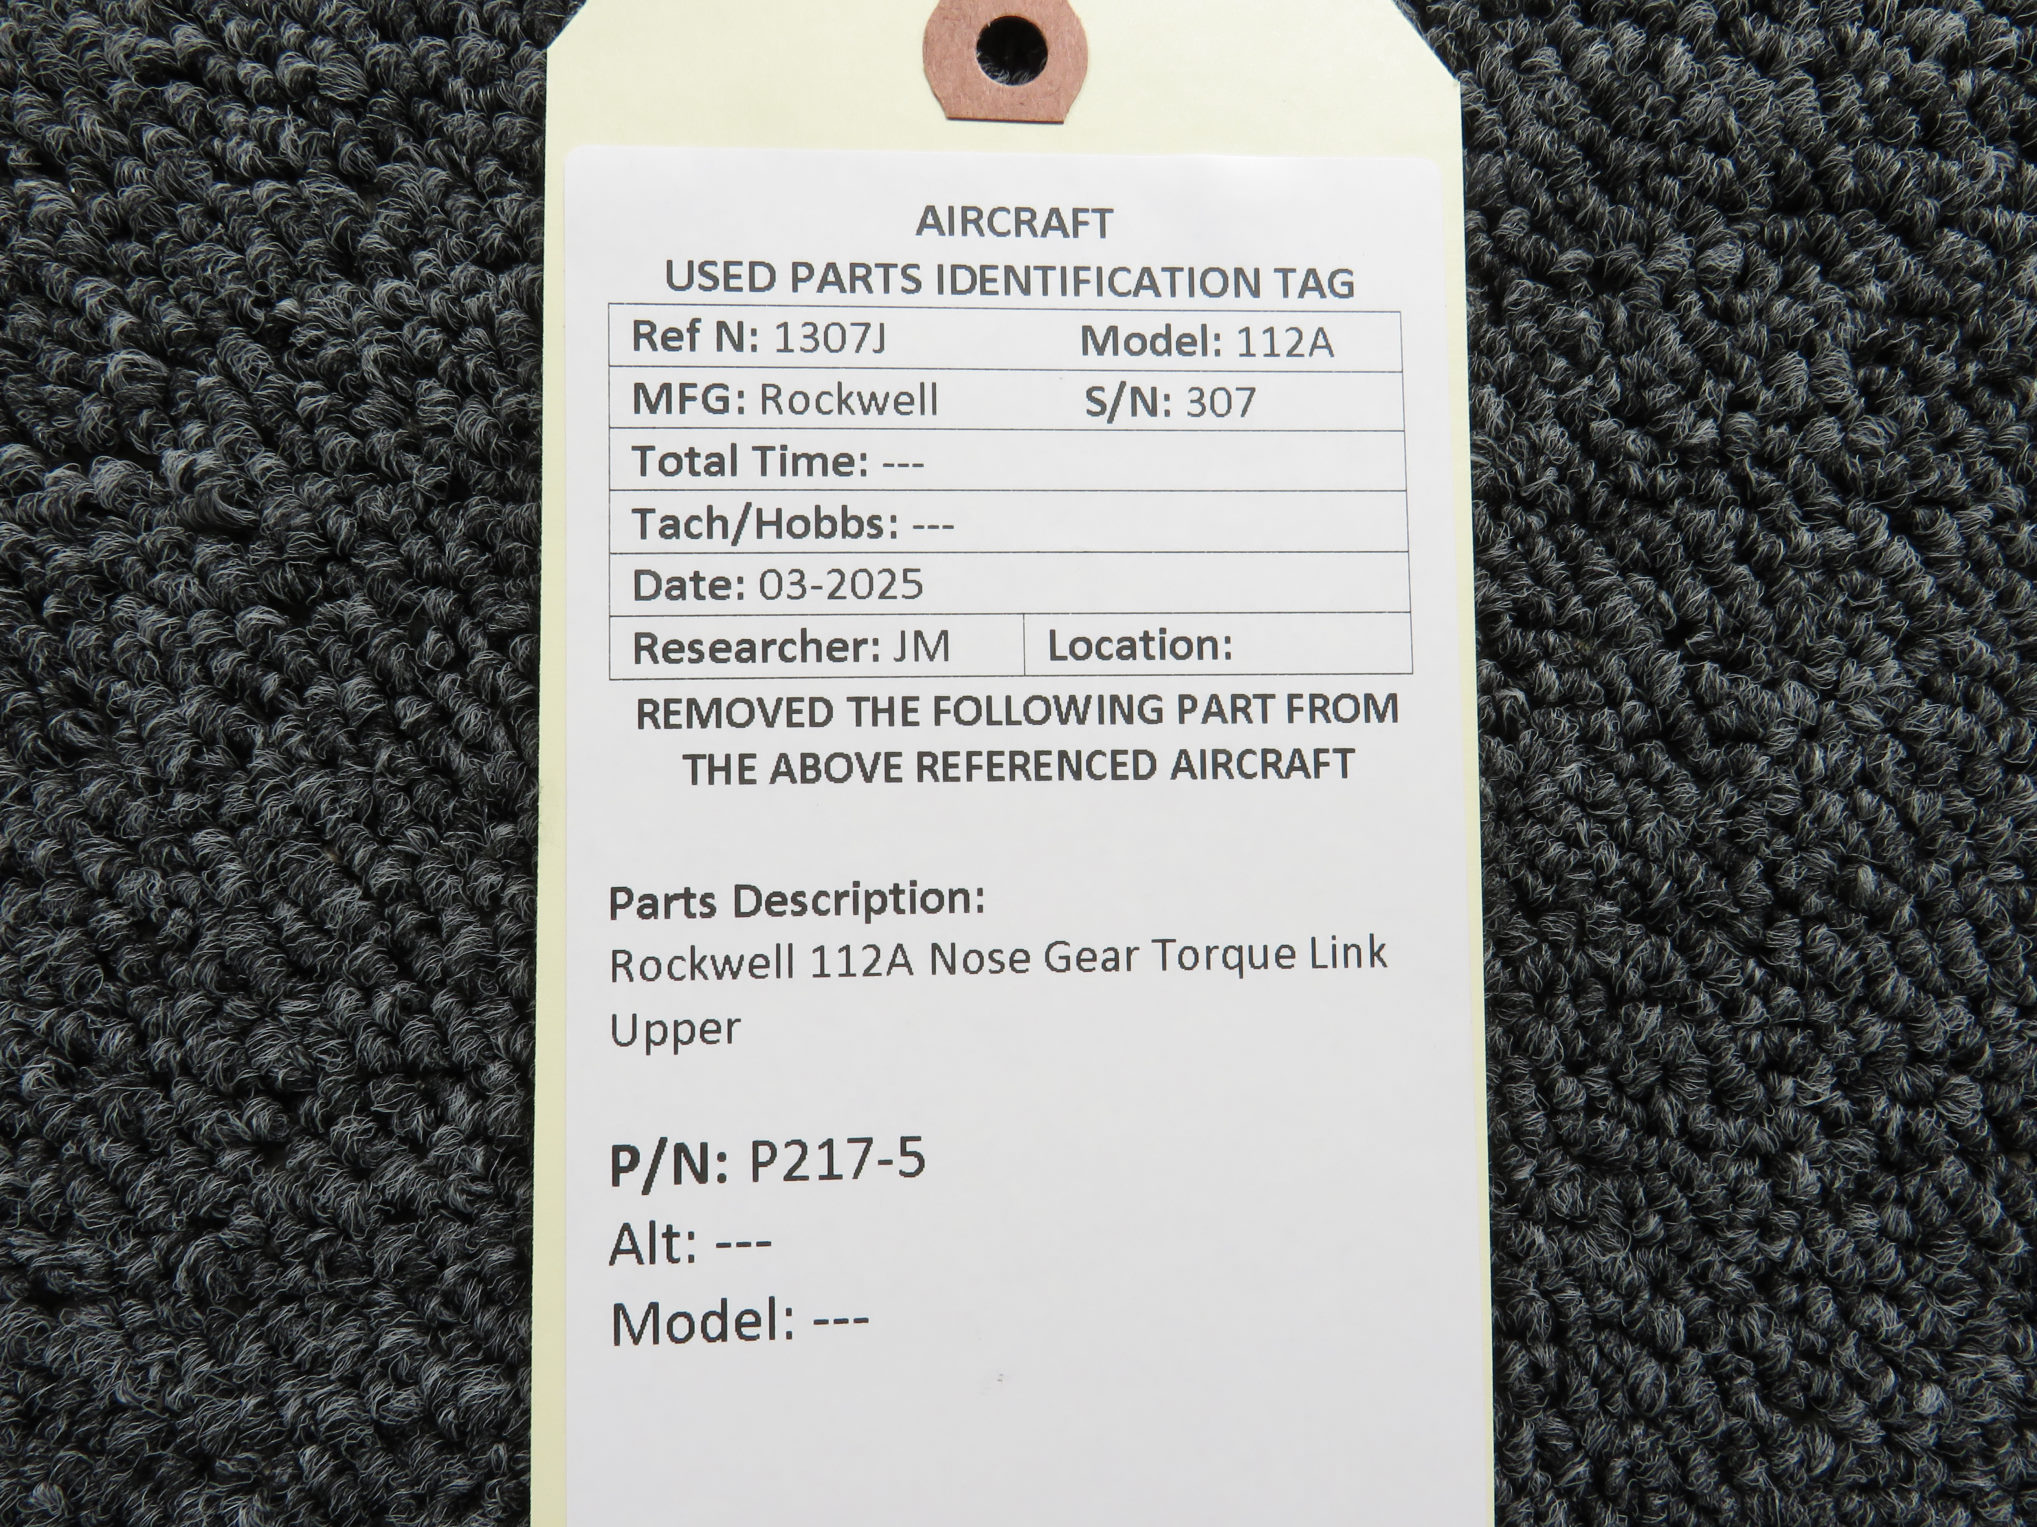 AIRCRAFT
USED PARTS IDENTIFICATION TAG
Ref N: 1307J Model: 112A
MFG: Rockwell S/N: 307
Total Time: ---
Tach/Hobbs: ---
Date: 03-2025
Researcher: JM Location:
REMOVED THE FOLLOWING PART FROM
THE ABOVE REFERENCED AIRCRAFT
Parts Description:
Rockwell 112A Nose Gear Torque Link
Upper
P/N: P217-5
Alt: ---
Model: ---